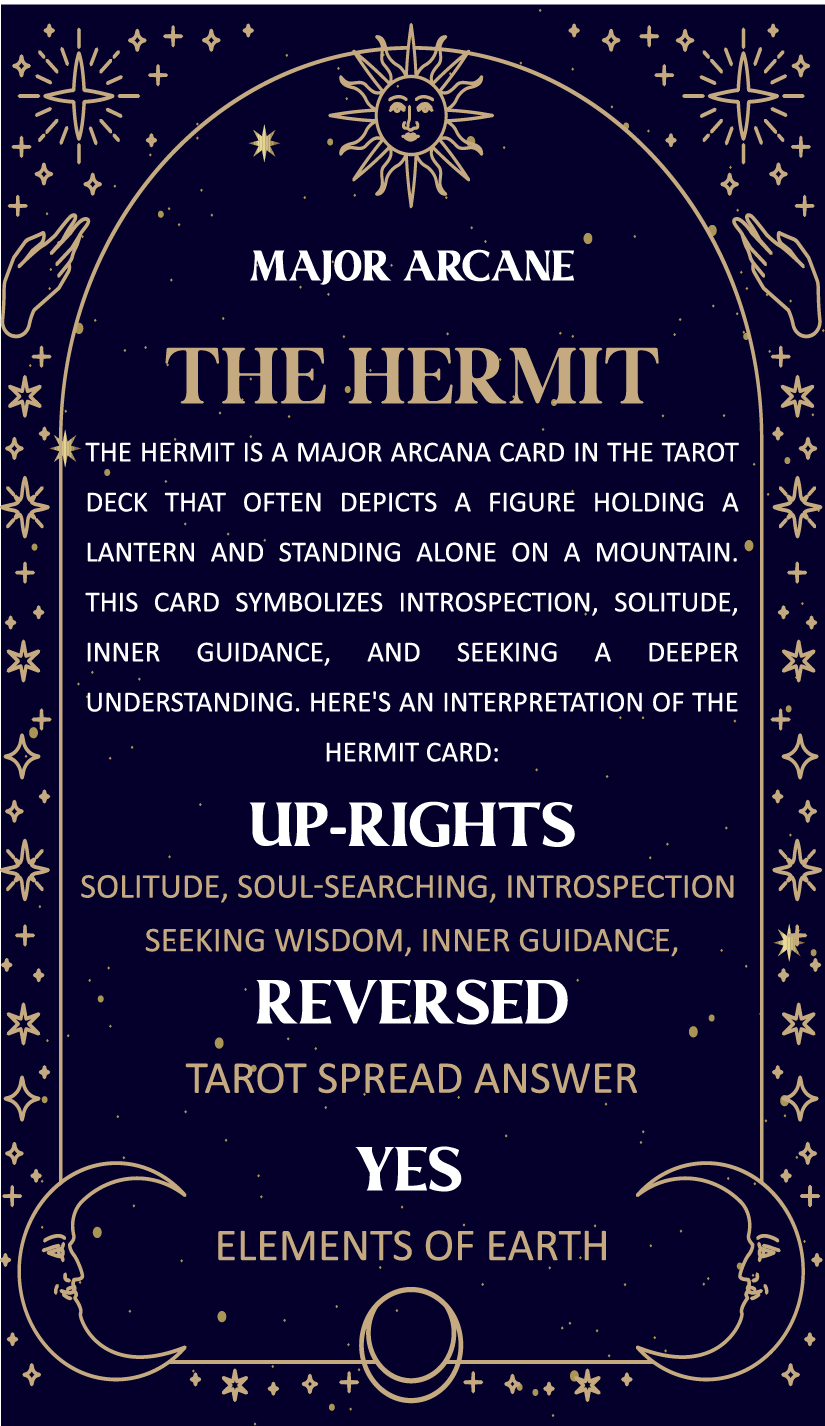 MAJOR ARCANE
THE HERMIT
THE HERMIT IS A MAJOR ARCANA CARD IN THE TAROT
DECK THAT OFTEN DEPICTS A FIGURE HOLDING A
LANTERN AND STANDING ALONE ON A MOUNTAIN.
THIS CARD SYMBOLIZES INTROSPECTION, SOLITUDE,
INNER GUIDANCE, AND SEEKING A DEEPER
UNDERSTANDING. HERE'S AN INTERPRETATION OF THE
HERMIT CARD:
UP-RIGHTS
SOLITUDE, SOUL-SEARCHING, INTROSPECTION
SEEKING WISDOM, INNER GUIDANCE,
REVERSED
TAROT SPREAD ANSWER
YES
ELEMENTS OF EARTH